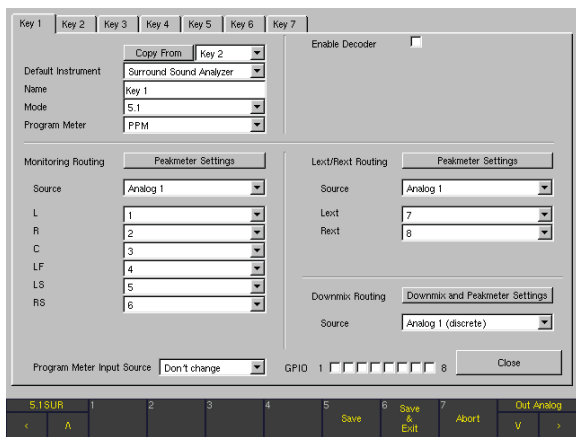 Key 1 Key 2 Key 3 Key 4 Key 5 Key 6 Key 7
Copy From Key 2
Enable Decoder
Default Instrument Surround Sound Analyzer
Name Key 1
Mode 5.1
Program Meter PPM
Monitoring Routing Peakmeter Settings
Lext/Rext Routing Peakmeter Settings
Source Analog 1
Source Analog 1
L 1
Lext 7
R 2
Rext 8
C 3
LF 4
LS 5
RS 6
Downmix Routing Downmix and Peakmeter Settings
Source Analog 1 (discrete)
Program Meter Input Source Don't change
GPIO 1 8
Close
5.1SUR 1 2 3 4 5 Save 6 Save & Exit 7 Abort Out Analog
< Λ V >